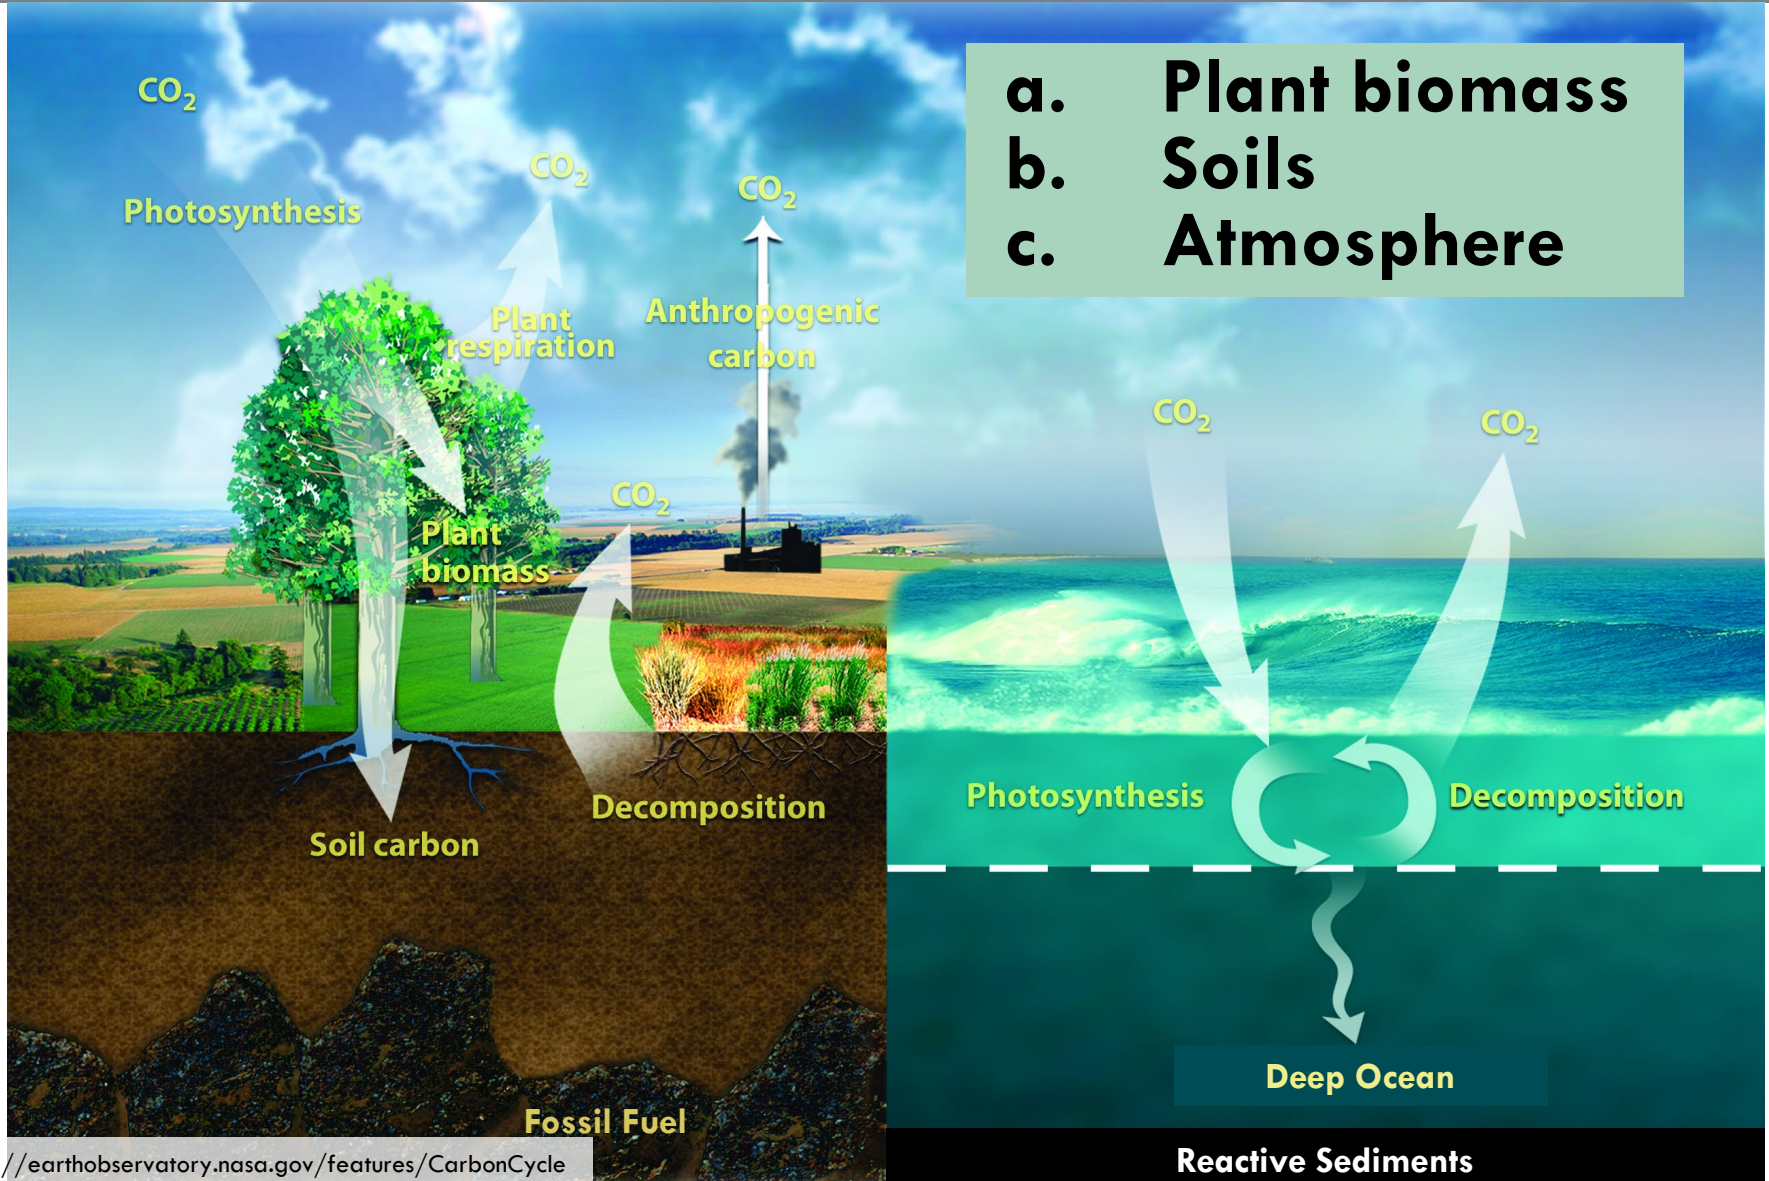 a. Plant biomass
b. Soils
c. Atmosphere
CO2
CO2
CO2
Photosynthesis
Plant
respiration
Anthropogenic
carbon
CO2
CO2
CO2
Plant
biomass
Photosynthesis
Decomposition
Decomposition
Soil carbon
Deep Ocean
Fossil Fuel
//earthobservatory.nasa.gov/features/CarbonCycle
Reactive Sediments